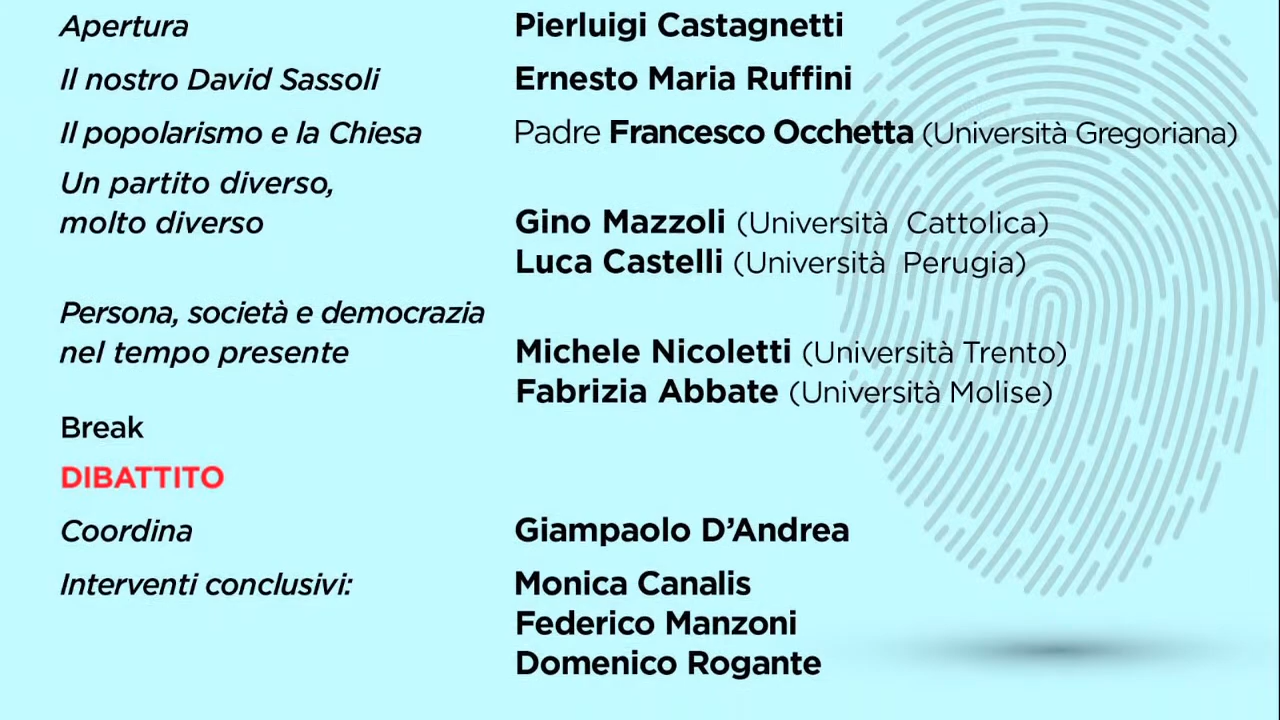 Apertura Pierluigi Castagnetti
Il nostro David Sassoli Ernesto Maria Ruffini
Il popolarismo e la Chiesa Padre Francesco Occhetta (Università Gregoriana)
Un partito diverso,
molto diverso Gino Mazzoli (Università Cattolica)
Luca Castelli (Università Perugia)
Persona, società e democrazia
nel tempo presente Michele Nicoletti (Università Trento)
Fabrizia Abbate (Università Molise)
Break
DIBATTITO
Coordina Giampaolo D’Andrea
Interventi conclusivi: Monica Canalis
Federico Manzoni
Domenico Rogante